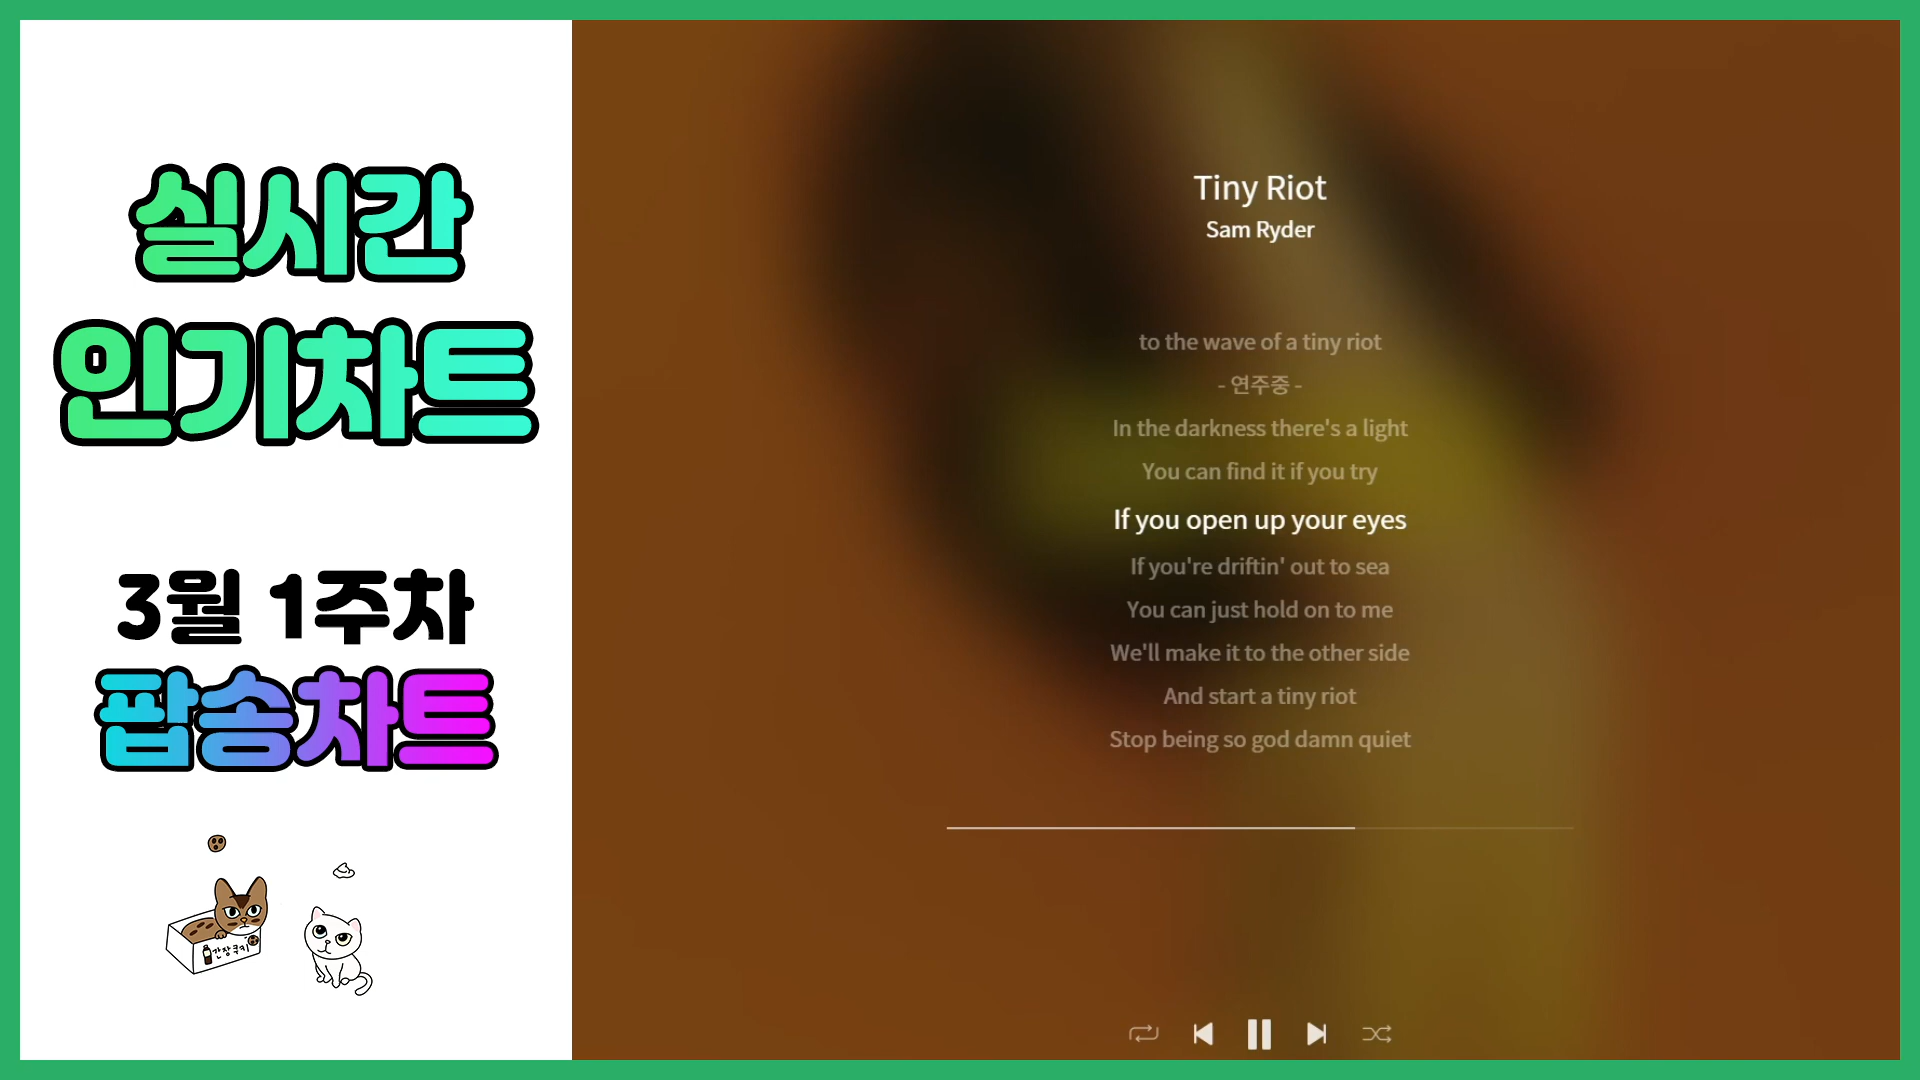 실시간
인기차트
3월 1주차
팝송차트
간장쿠키
Tiny Riot
Sam Ryder
to the wave of a tiny riot
- 연주중 -
In the darkness there's a light
You can find it if you try
If you open up your eyes
If you're driftin' out to sea
You can just hold on to me
We'll make it to the other side
And start a tiny riot
Stop being so god damn quiet